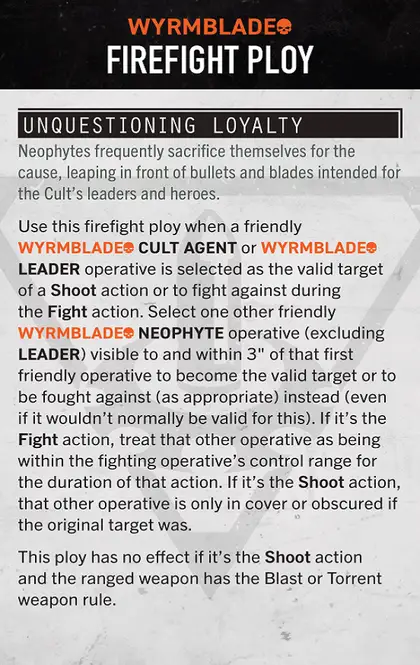 WYRMBLADE
FIREFIGHT PLOY
UNQUESTIONING LOYALTY
Neophytes frequently sacrifice themselves for the
cause, leaping in front of bullets and blades intended for
the Cult's leaders and heroes.
Use this firefight ploy when a friendly
WYRMBLADE CULT AGENT or WYRMBLADE
LEADER operative is selected as the valid target
of a Shoot action or to fight against during
the Fight action. Select one other friendly
WYRMBLADE NEOPHYTE operative (excluding
LEADER) visible to and within 3" of that first
friendly operative to become the valid target or to
be fought against (as appropriate) instead (even
if it wouldn't normally be valid for this). If it's the
Fight action, treat that other operative as being
within the fighting operative's control range for
the duration of that action. If it's the Shoot action,
that other operative is only in cover or obscured if
the original target was.
This ploy has no effect if it's the Shoot action
and the ranged weapon has the Blast or Torrent
weapon rule.